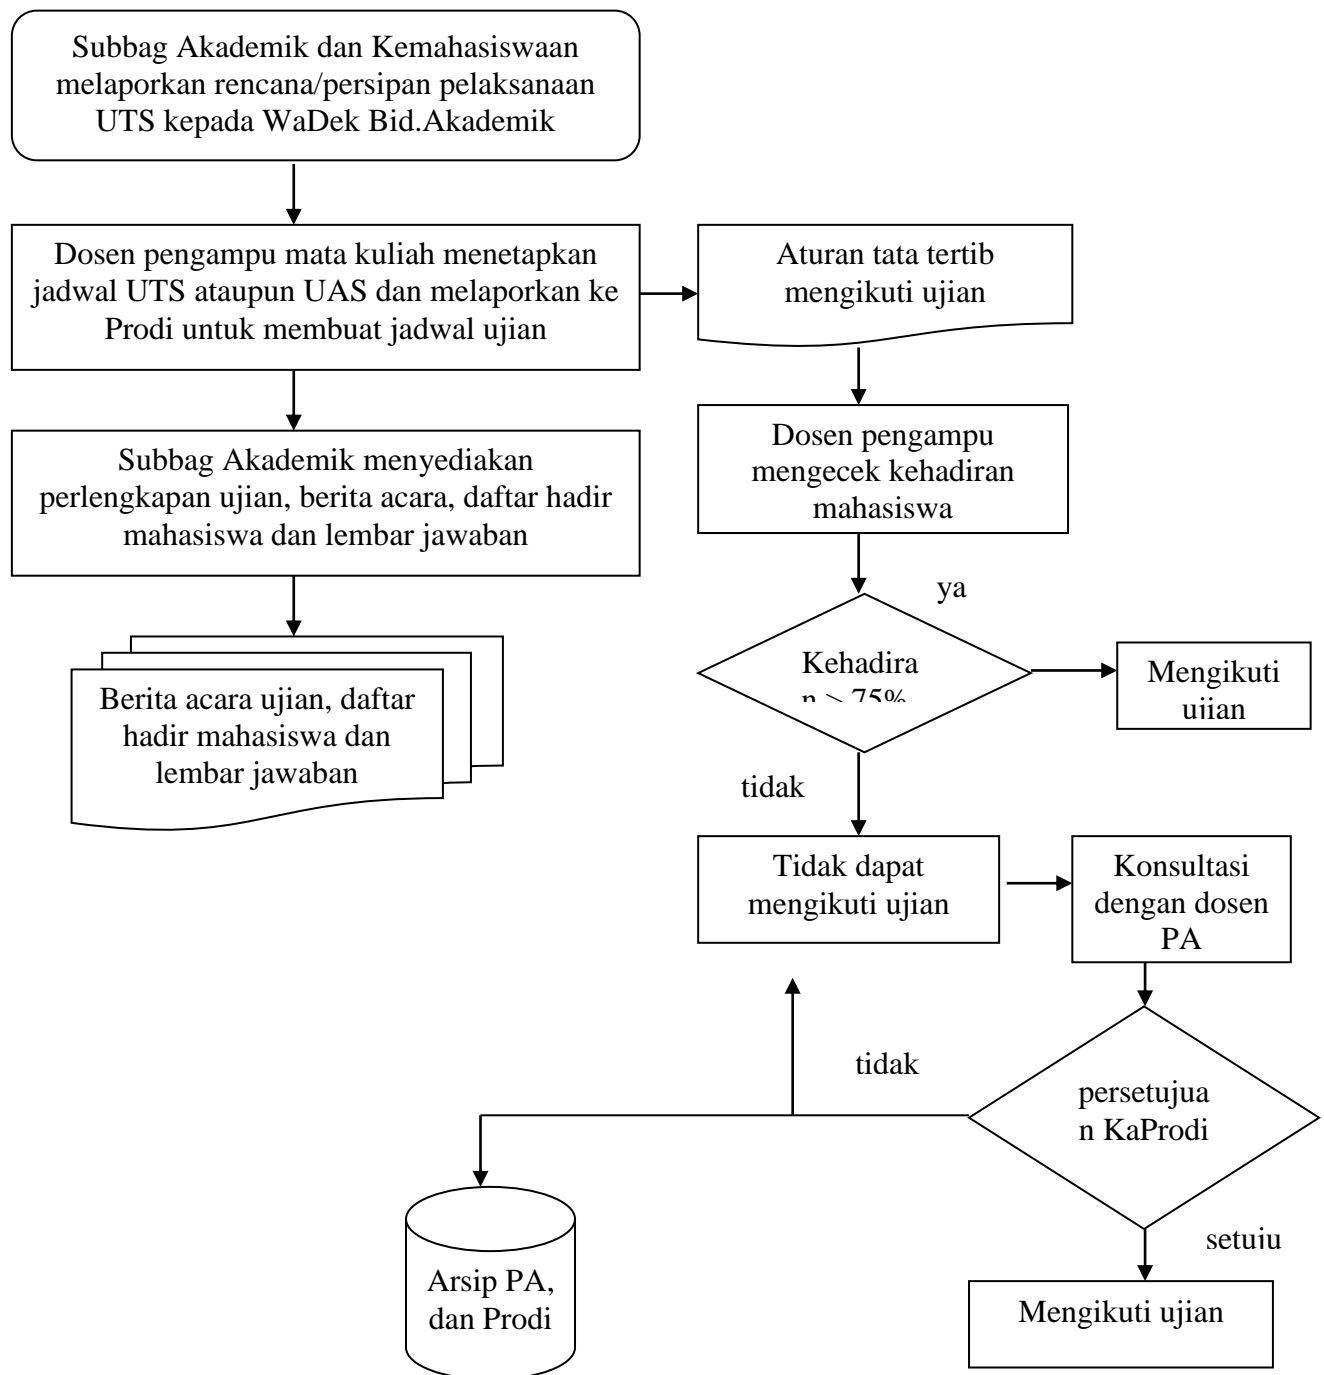 Subbag Akademik dan Kemahasiswaan
melaporkan rencana/persipan pelaksanaan
UTS kepada WaDek Bid.Akademik
Dosen pengampu mata kuliah menetapkan
jadwal UTS ataupun UAS dan melaporkan ke
Prodi untuk membuat jadwal ujian
Aturan tata tertib
mengikuti ujian
Subbag Akademik menyediakan
perlengkapan ujian, berita acara, daftar hadir
mahasiswa dan lembar jawaban
Dosen pengampu
mengecek kehadiran
mahasiswa
ya
Berita acara ujian, daftar
hadir mahasiswa dan
lembar jawaban
Kehadira
n > 75%
Mengikuti
ujian
tidak
Tidak dapat
mengikuti ujian
Konsultasi
dengan dosen
PA
tidak
persetujua
n KaProdi
setuju
Arsip PA,
dan Prodi
Mengikuti ujian